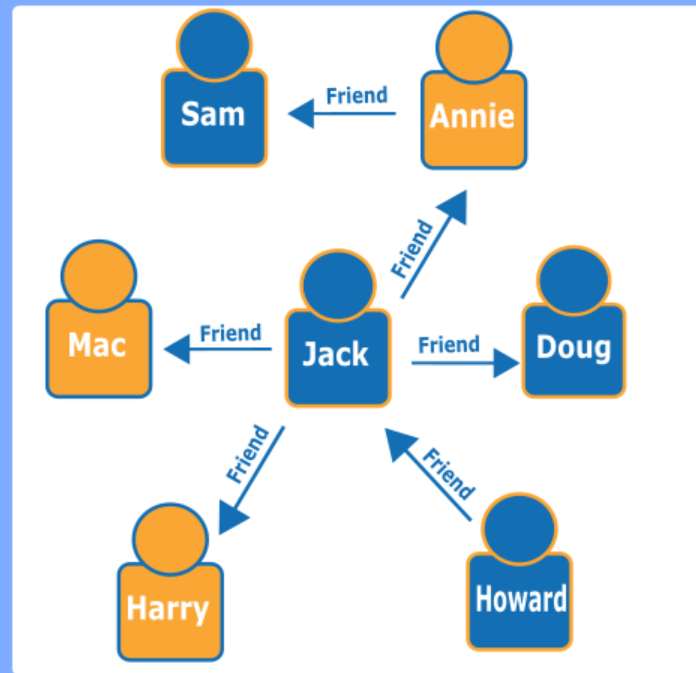 Friend
Sam
Annie
Friend
Friend
Mac
Jack
Friend
Doug
Friend
Friend
Harry
Howard